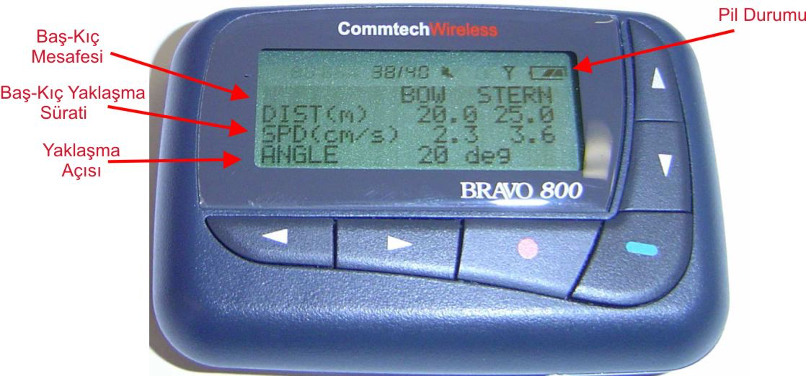 Pil Durumu
Baş-Kıç
Mesafesi
Baş-Kıç Yaklaşma
Sürati
Yaklaşma
Açısı
CommtechWireless
38/40
BOW STERN
DIST(m) 20.0 25.0
SPD(cm/s) 2.3 3.6
ANGLE 20 deg
BRAVO 800